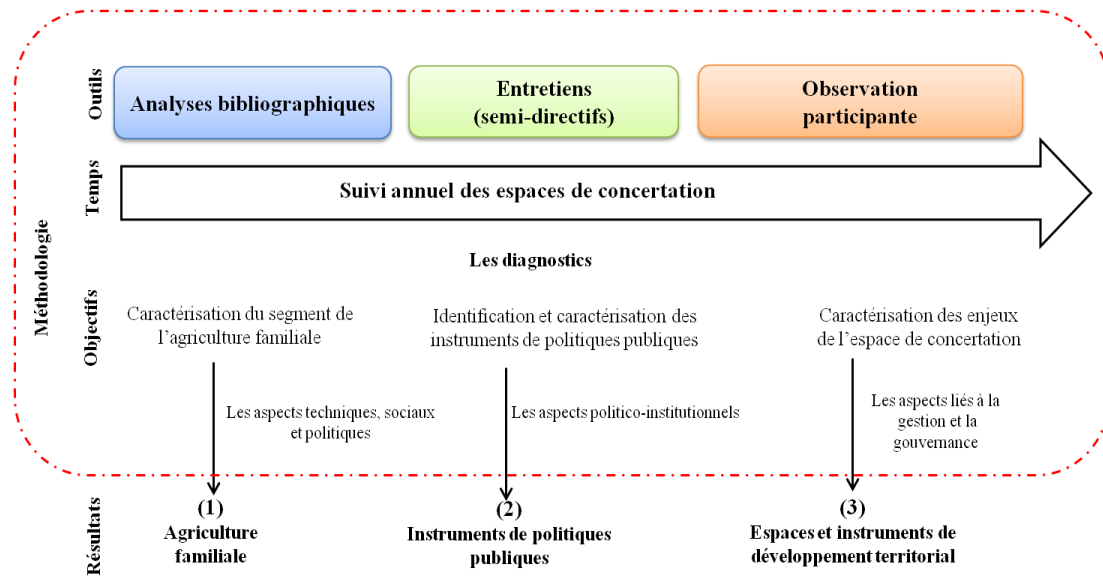 Méthodologie
Outils
Analyses bibliographiques
Entretiens
(semi-directifs)
Observation
participante
Temps
Suivi annuel des espaces de concertation
Les diagnostics
Objectifs
Caractérisation du segment de
l'agriculture familiale
Identification et caractérisation des
instruments de politiques publiques
Caractérisation des enjeux
de l'espace de concertation
Les aspects techniques, sociaux
et politiques
Les aspects politico-institutionnels
Les aspects liés à la
gestion et la
gouvernance
Résultats
(1)
Agriculture
familiale
(2)
Instruments de politiques
publiques
(3)
Espaces et instruments de
développement territorial